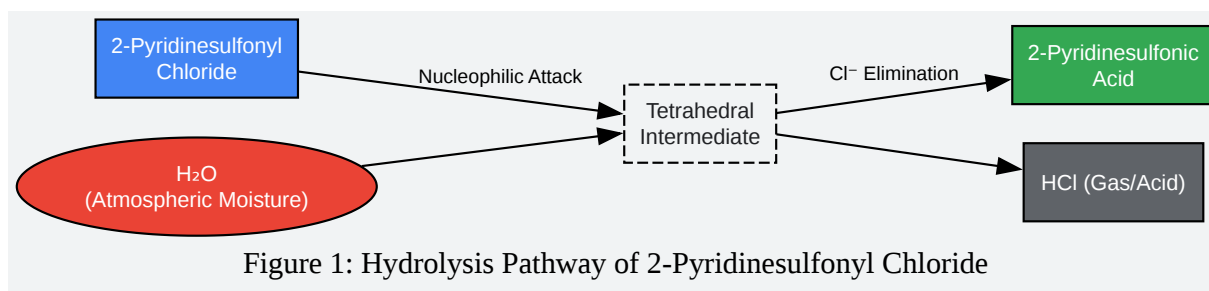 2-Pyridinesulfonyl
Chloride
Nucleophilic Attack
H₂O
(Atmospheric Moisture)
Tetrahedral
Intermediate
Cl⁻ Elimination
2-Pyridinesulfonic
Acid
HCl (Gas/Acid)
Figure 1: Hydrolysis Pathway of 2-Pyridinesulfonyl Chloride